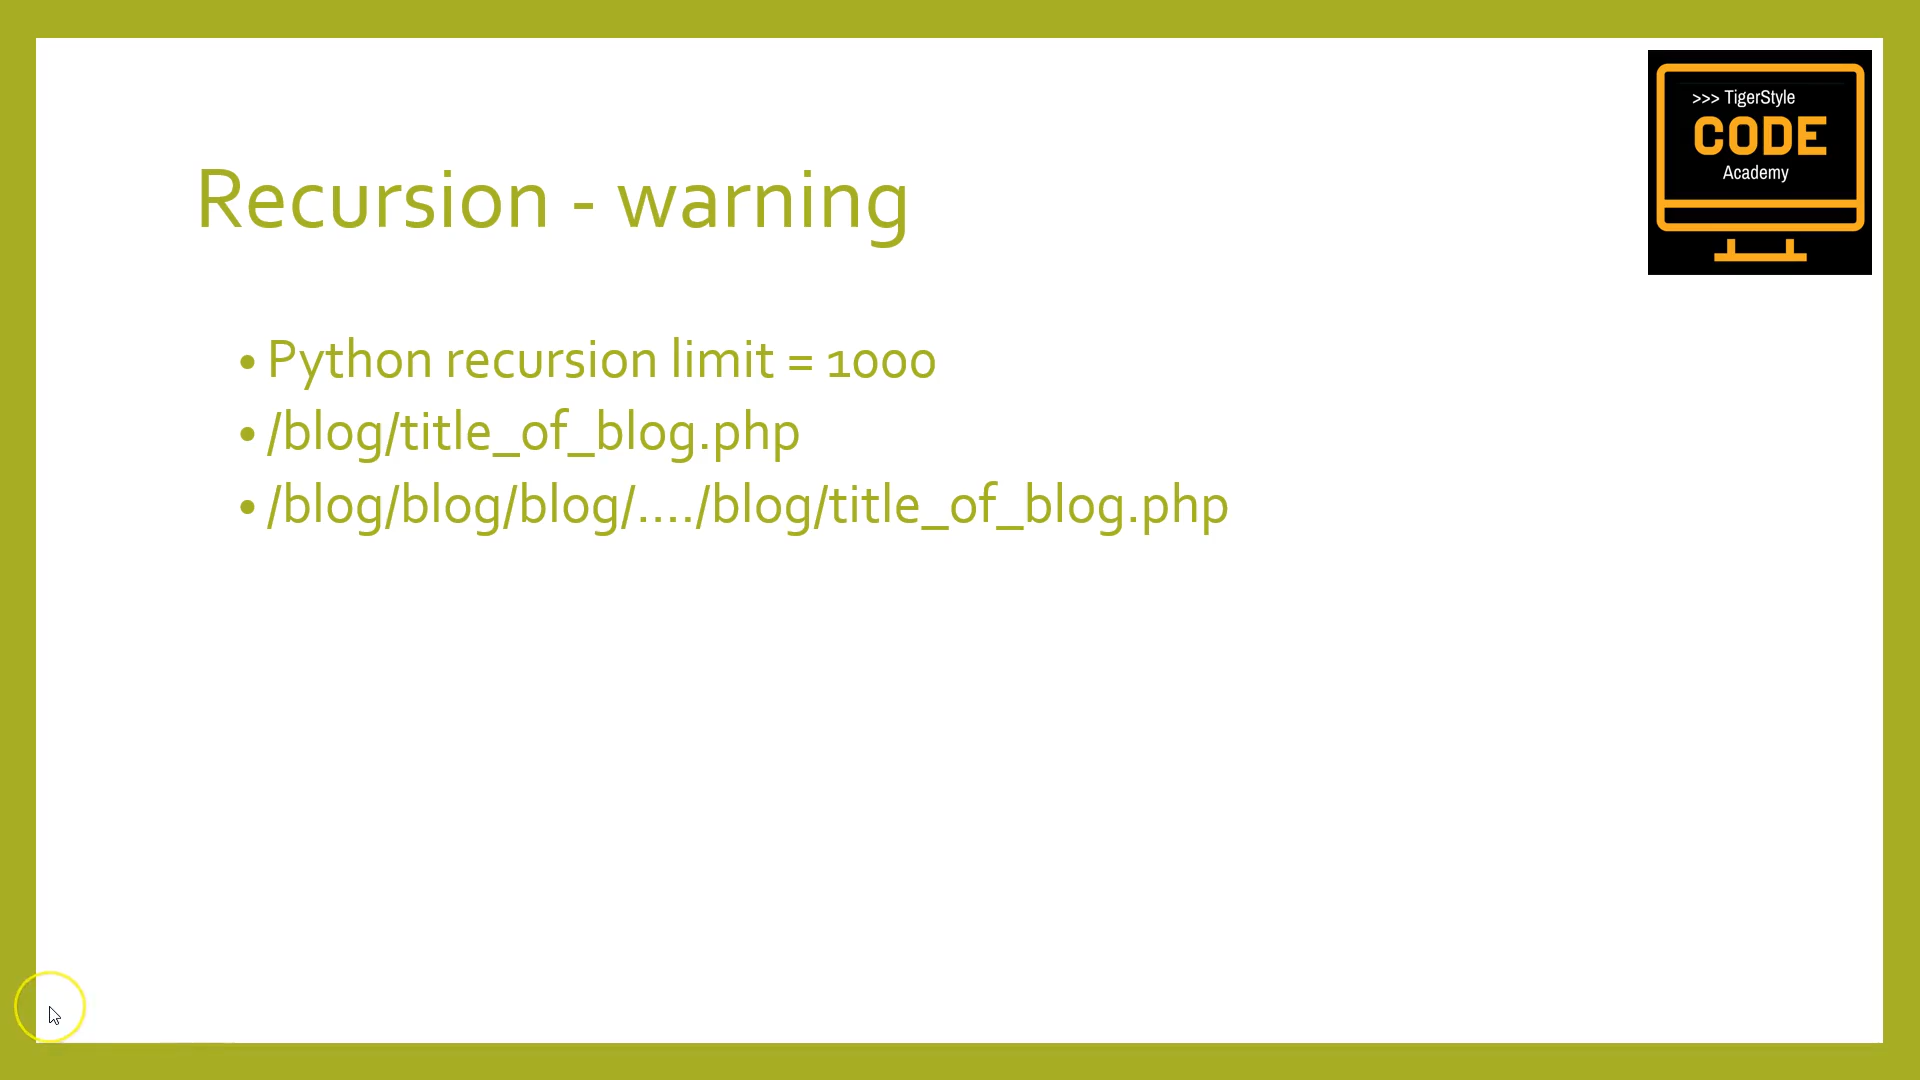 >>> TigerStyle
CODE
Academy
Recursion - warning
• Python recursion limit = 1000
• /blog/title_of_blog.php
• /blog/blog/blog/..../blog/title_of_blog.php